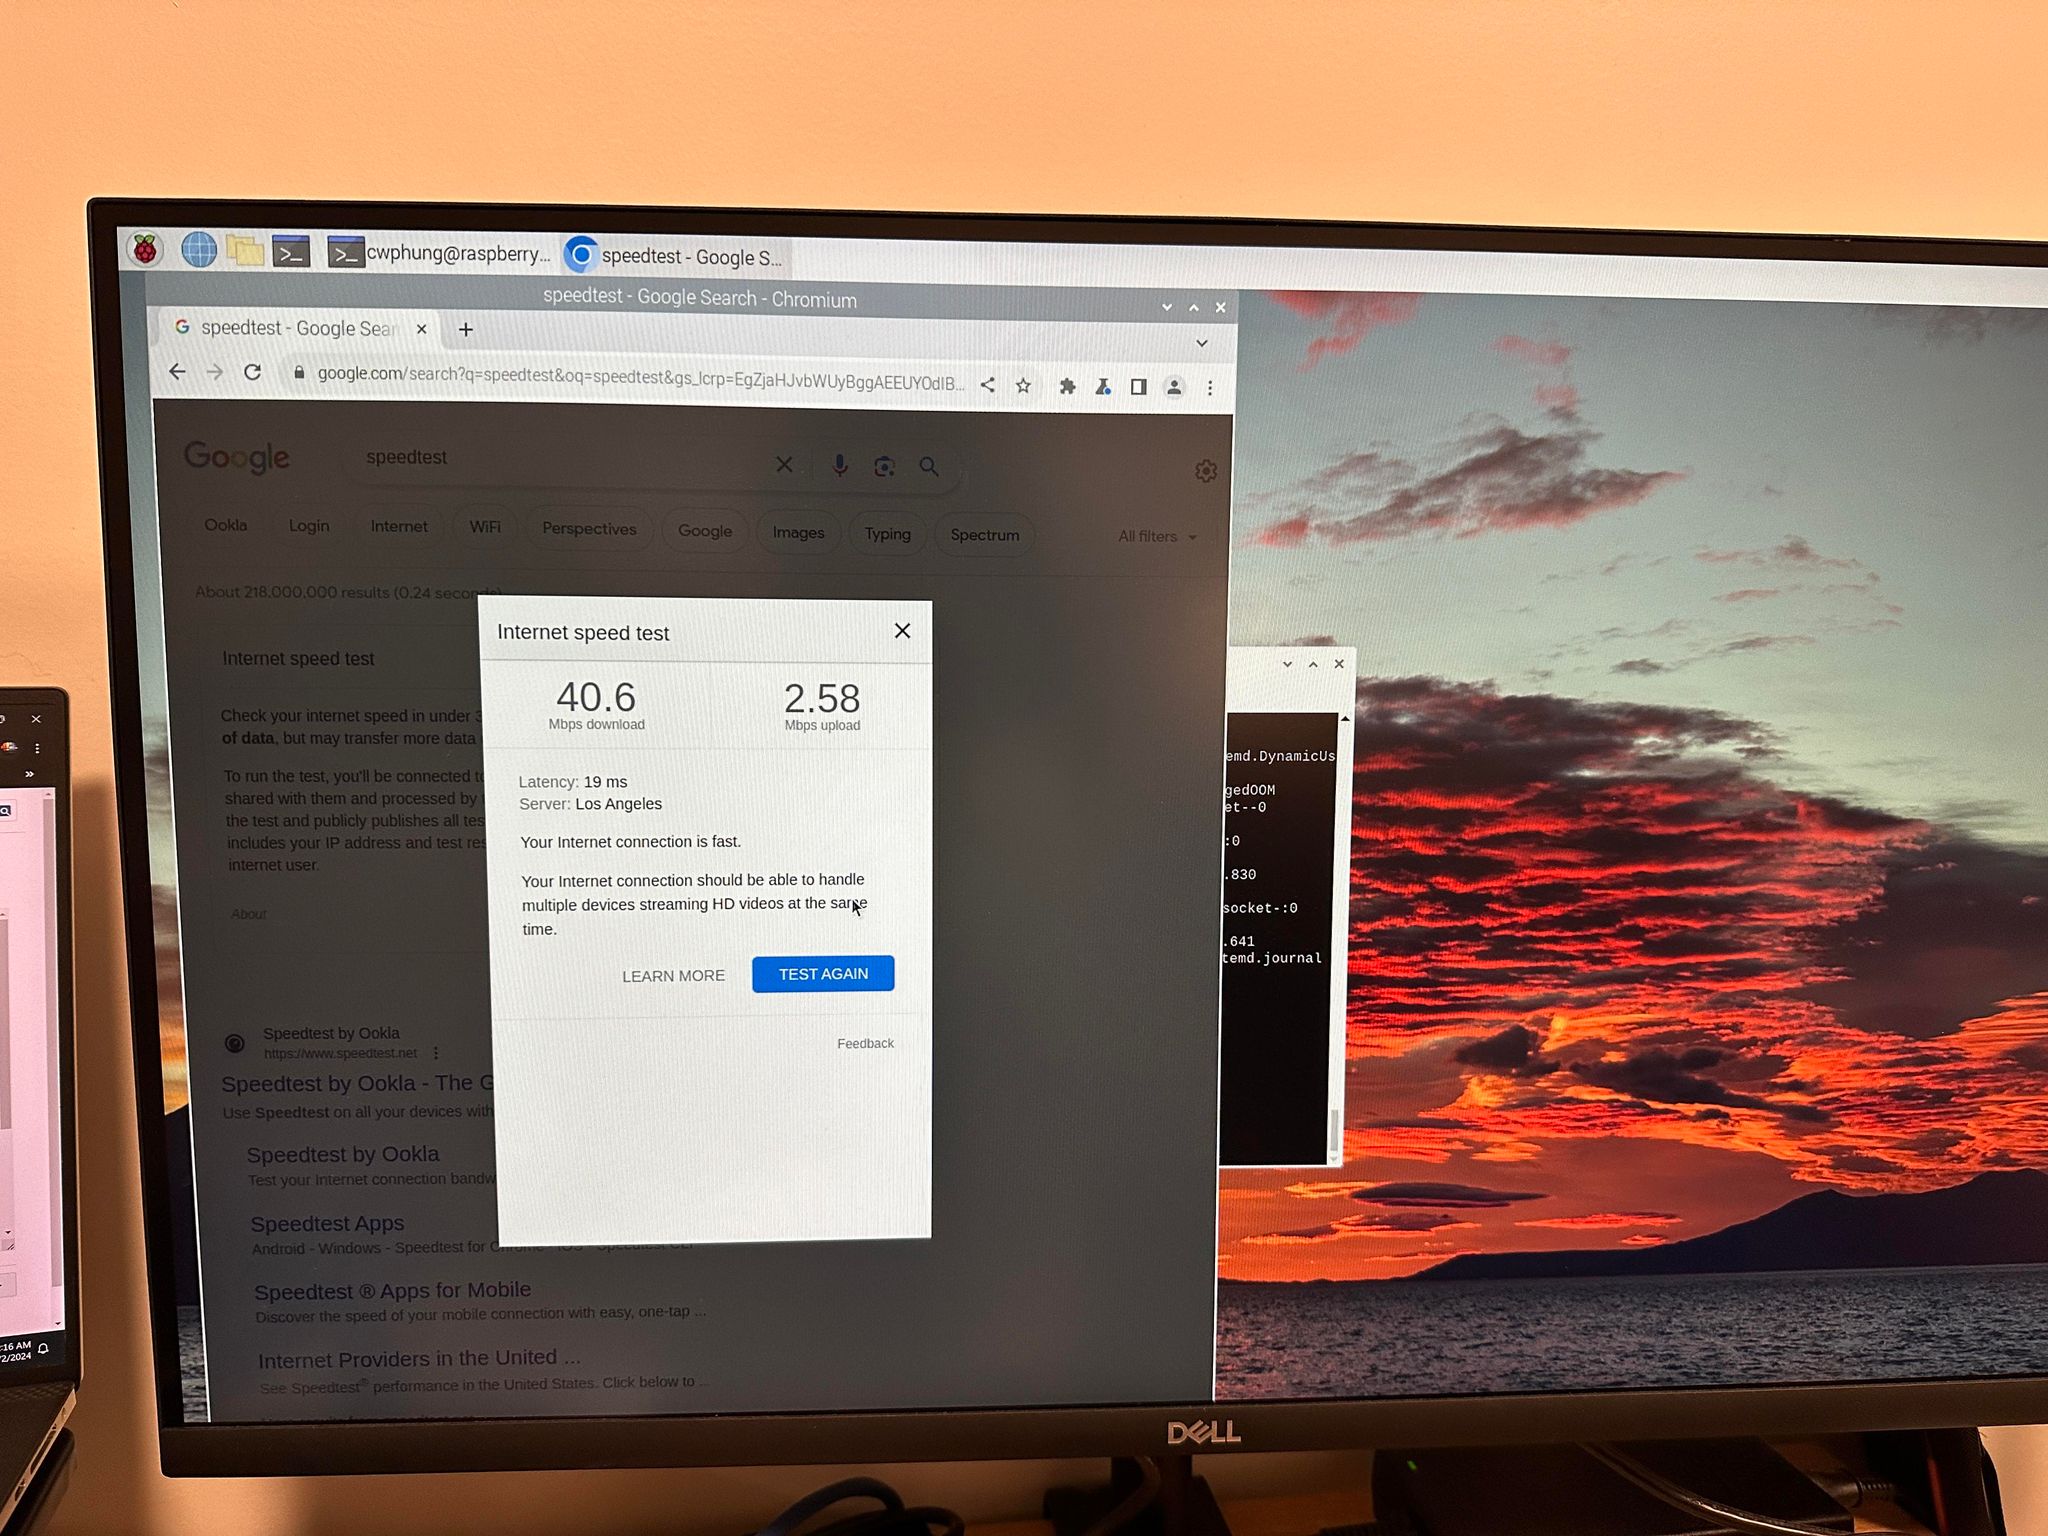 cwphung@raspberry...
speedtest - Google S...
speedtest - Google Search - Chromium
speedtest - Google Sear
google.com/search?q=speedtest&oq=speedtest&gs_lcrp=EgZjaHJvbWUyBggAEEUYOdIB...
Google
speedtest
Ookla Login Internet WiFi Perspectives Google Images Typing Spectrum All filters
About 218,000,000 results (0.24 seconds)
Internet speed test
Check your internet speed in under 3
of data, but may transfer more data
To run the test, you'll be connected to
shared with them and processed by
the test and publicly publishes all tes
includes your IP address and test res
internet user.
About
Internet speed test
40.6 2.58
Mbps download Mbps upload
Latency: 19 ms
Server: Los Angeles
Your Internet connection is fast.
Your Internet connection should be able to handle
multiple devices streaming HD videos at the same
time.
LEARN MORE TEST AGAIN
Feedback
Speedtest by Ookla
https://www.speedtest.net
Speedtest by Ookla - The G
Use Speedtest on all your devices with
Speedtest by Ookla
Test your Internet connection bandw
Speedtest Apps
Android - Windows - Speedtest for Chrome - iOS - Speedtest CLI
Speedtest ® Apps for Mobile
Discover the speed of your mobile connection with easy, one-tap ...
Internet Providers in the United ...
See Speedtest® performance in the United States. Click below to ...
emd.DynamicUs
gedOOM
et--0
:0
.830
socket-:0
.641
temd.journal
:16 AM
/2/2024
DELL